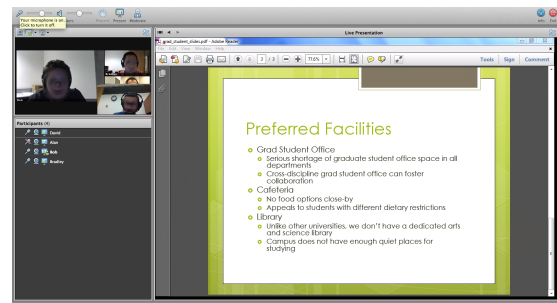 Your microphone is on.
Click to turn it off.
Present
Live Presentation
grad_student_slides.pdf - Adobe Reader
File Edit View Window Help
3 / 3
77.6%
Tools Sign Comment
Participants (4)
David
Alan
Bob
Bradley
Preferred Facilities
Grad Student Office
Serious shortage of graduate student office space in all
departments
Cross-discipline grad student can foster
collaboration
Cafeteria
No food options close-by
Appeals to students with different dietary restrictions
Library
Unlike other universities, we don't have a dedicated arts
and science library
Campus does not have enough quiet places for
studying